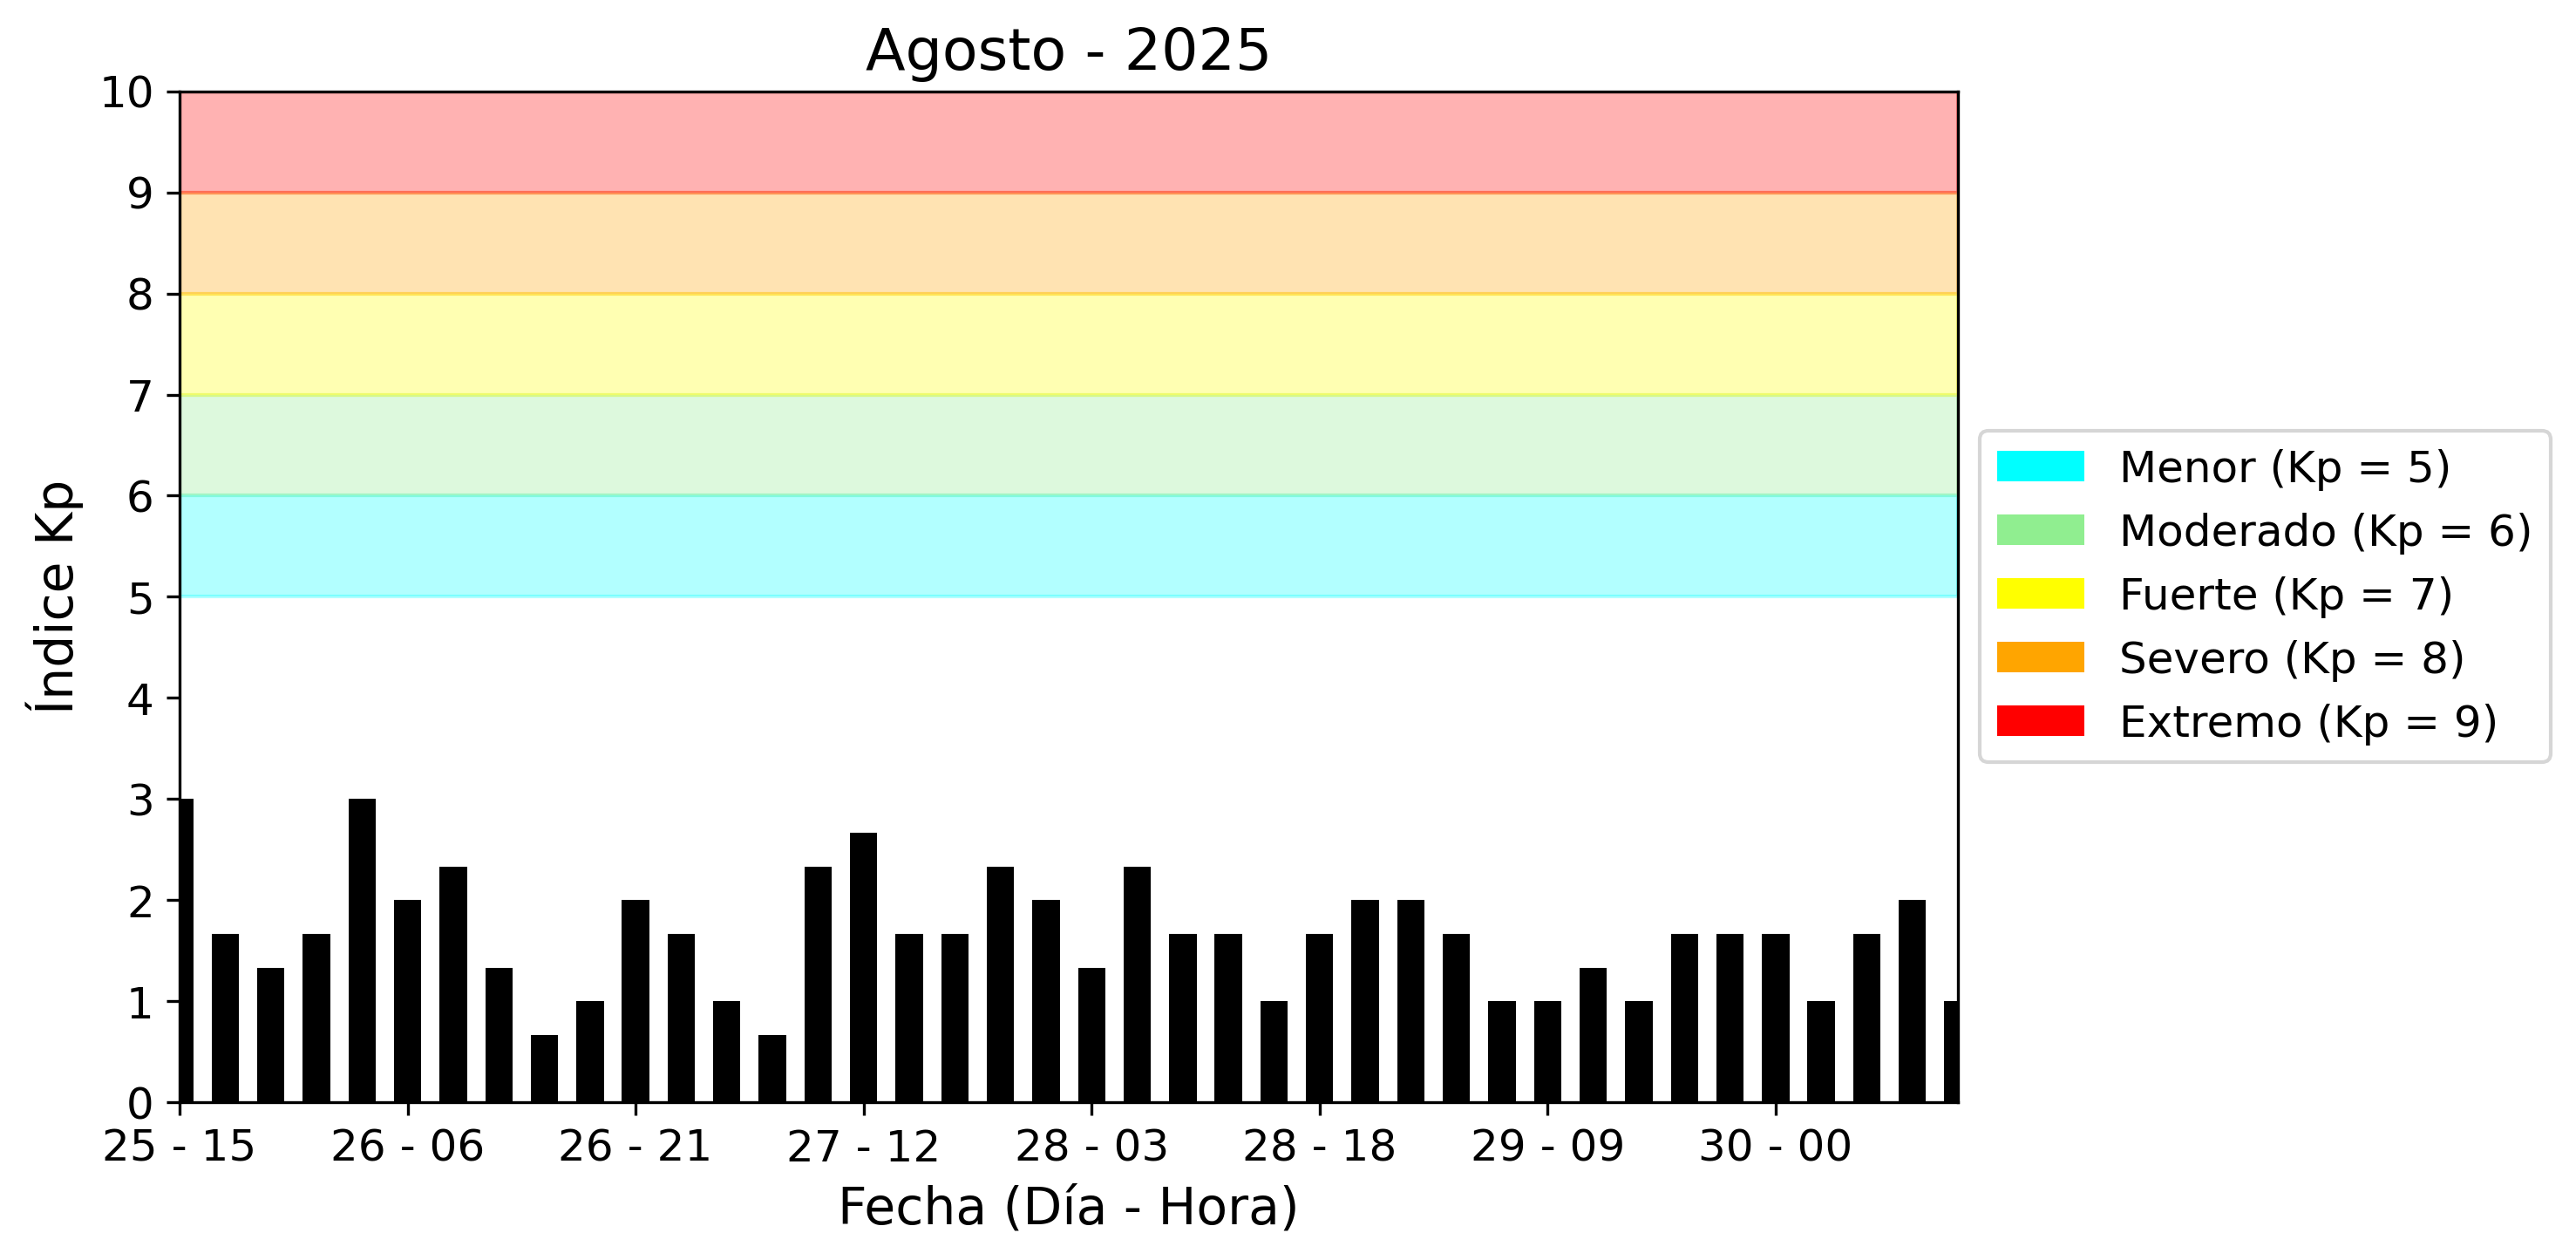 Agosto - 2025
Índice Kp
10
9
8
7
6
5
4
3
2
1
0
25 - 15
26 - 06
26 - 21
27 - 12
28 - 03
28 - 18
29 - 09
30 - 00
Fecha (Día - Hora)
Menor (Kp = 5)
Moderado (Kp = 6)
Fuerte (Kp = 7)
Severo (Kp = 8)
Extremo (Kp = 9)